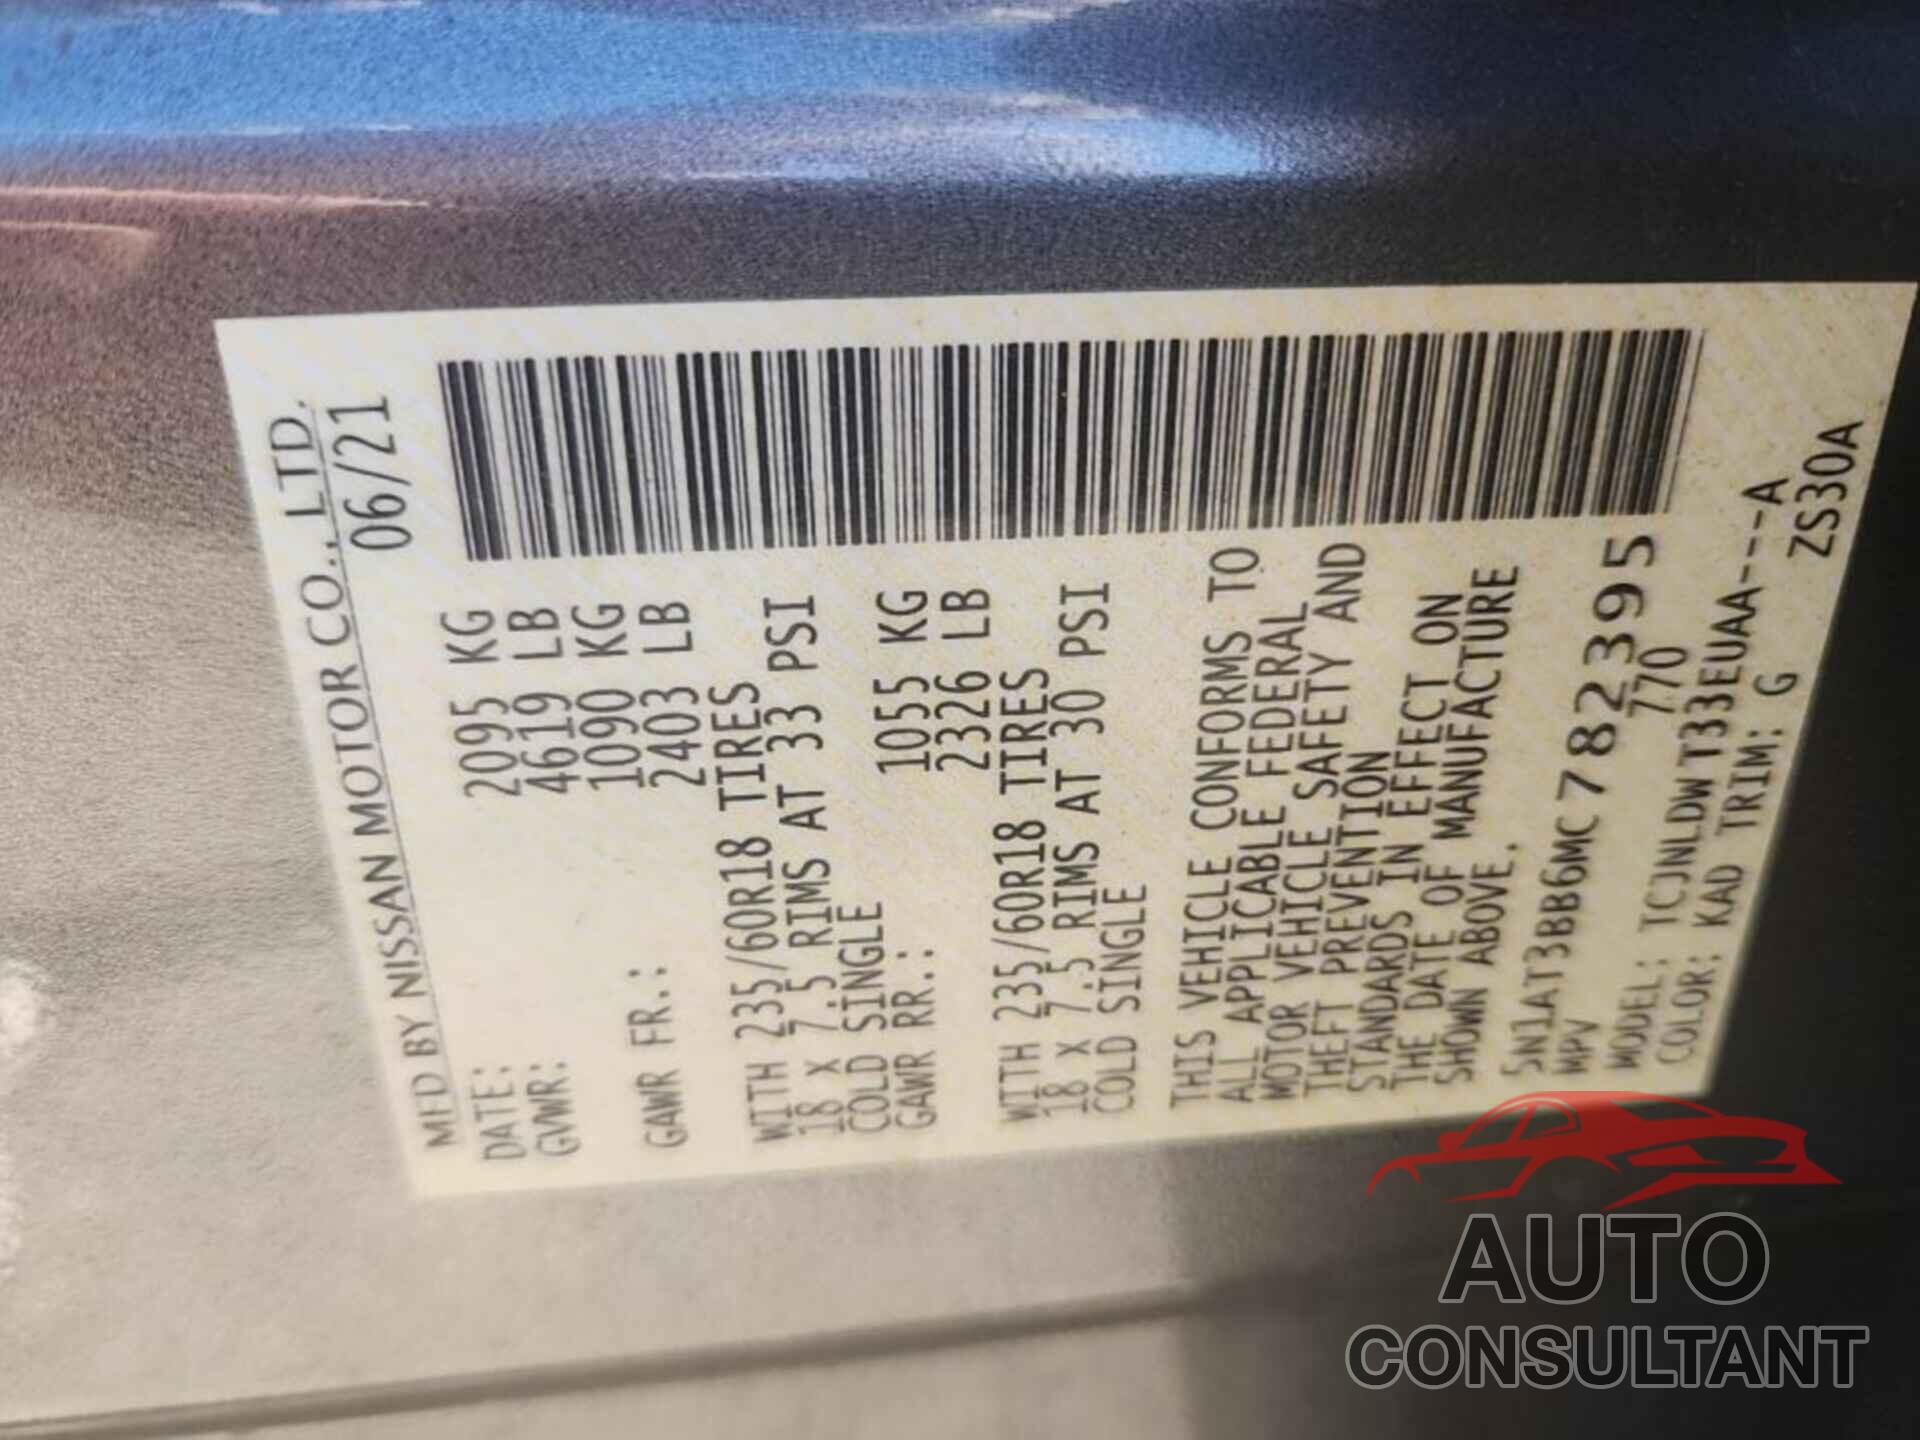 MFD BY NISSAN MOTOR CO., LTD.
DATE: 06/21
GVWR: 2095 KG
4619 LB
GAWR FR.: 1090 KG
2403 LB
WITH 235/60R18 TIRES
18 X 7.5 RIMS AT 33 PSI
COLD SINGLE
GAWR RR.: 1055 KG
2326 LB
WITH 235/60R18 TIRES
18 X 7.5 RIMS AT 30 PSI
COLD SINGLE
THIS VEHICLE CONFORMS TO
ALL APPLICABLE FEDERAL
MOTOR VEHICLE SAFETY AND
THEFT PREVENTION
STANDARDS IN EFFECT ON
THE DATE OF MANUFACTURE
SHOWN ABOVE.
5N1AT3BB6MC782395
MPV 770
MODEL: TCJNLDWT33EUAA----A
COLOR: KAD TRIM: G
ZS30A
AUTO
CONSULTANT